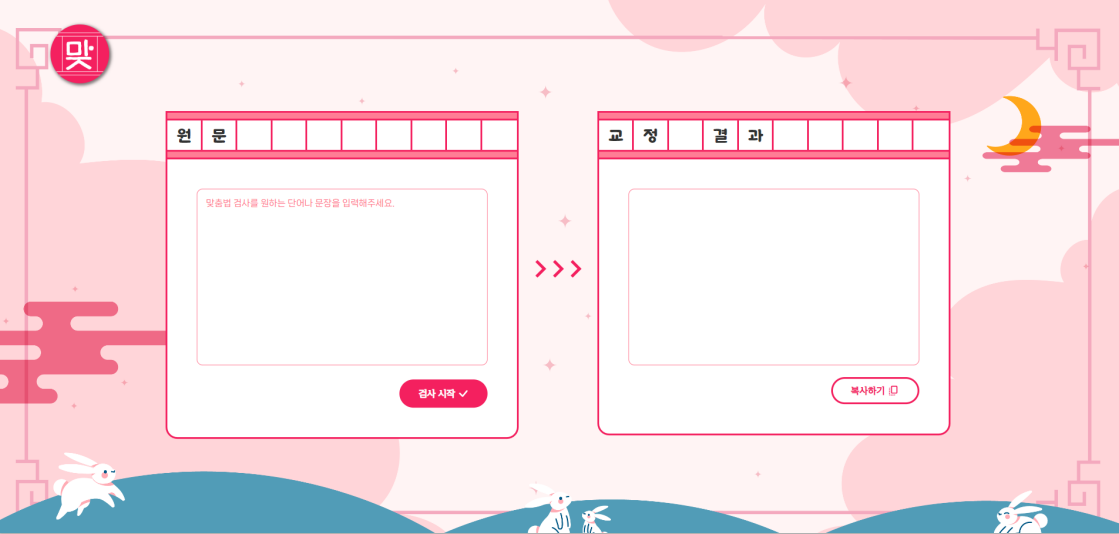 맞
원문
맞춤법 검사를 원하는 단어나 문장을 입력해주세요.
검사 시작
교정 결과
복사하기